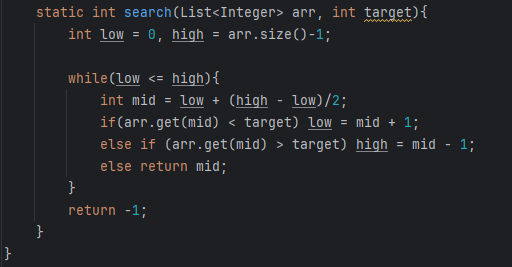 static int search(List<Integer> arr, int target){
int low = 0, high = arr.size()-1;
while(low <= high){
int mid = low + (high - low)/2;
if(arr.get(mid) < target) low = mid + 1;
else if (arr.get(mid) > target) high = mid - 1;
else return mid;
}
return -1;
}
}